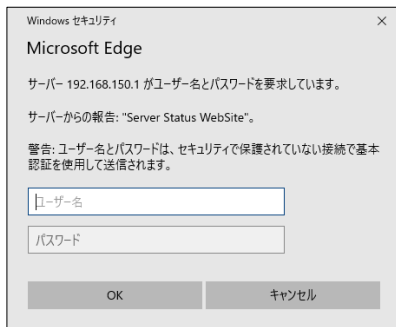 Windows セキュリティ
Microsoft Edge
サーバー 192.168.150.1 がユーザー名とパスワードを要求しています。
サーバーからの報告: "Server Status WebSite"。
警告: ユーザー名とパスワードは、セキュリティで保護されていない接続で基本
認証を使用して送信されます。
ユーザー名
パスワード
OK キャンセル